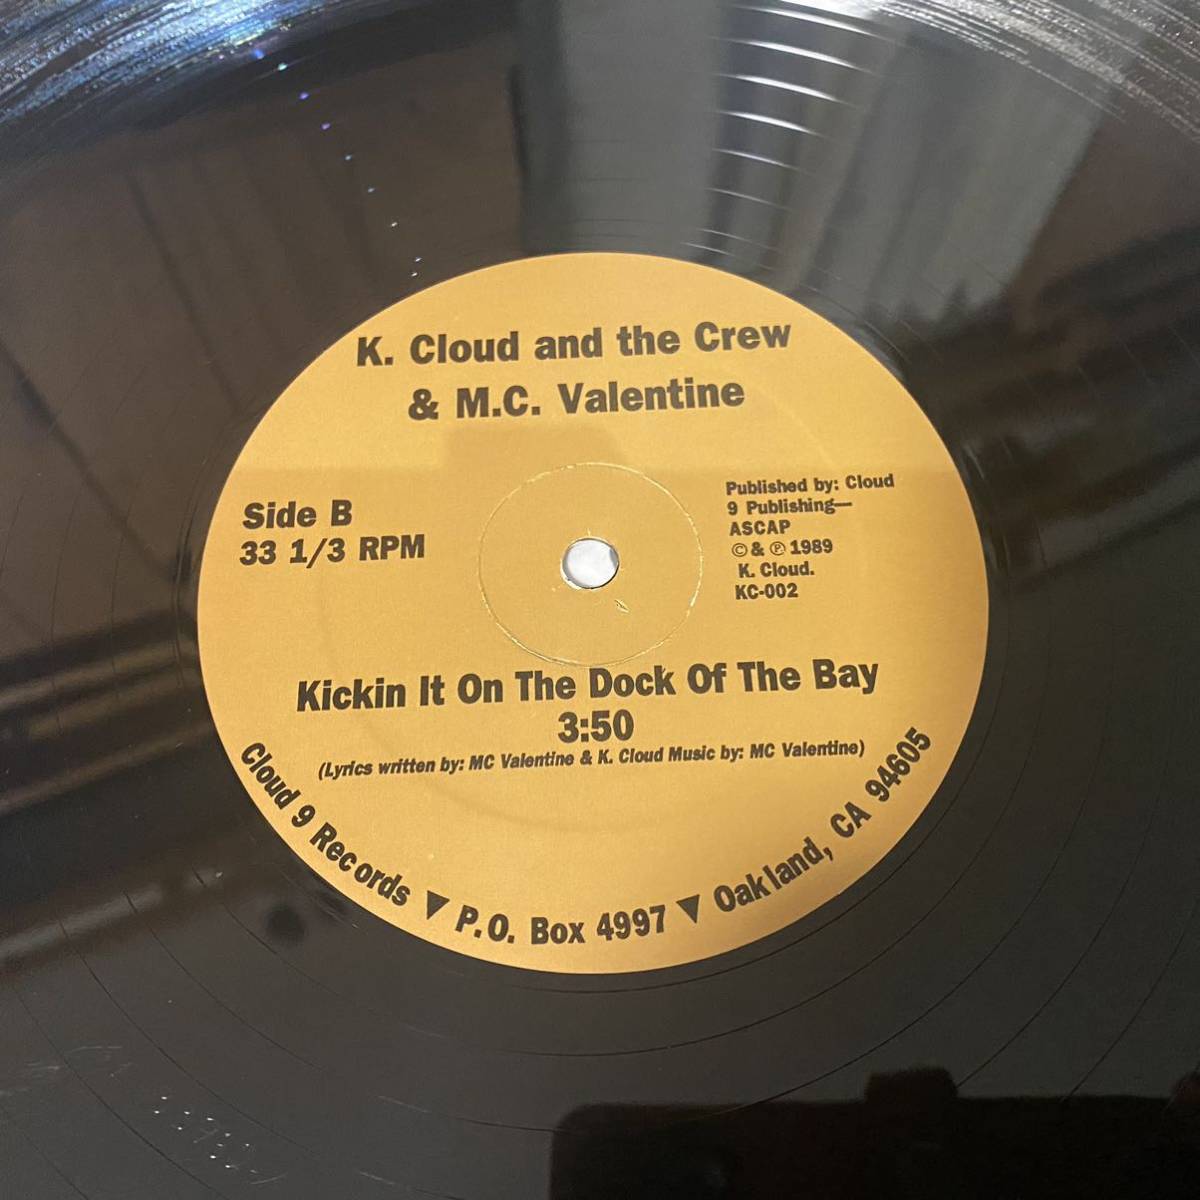 K. Cloud and the Crew
& M.C. Valentine
Side B
33 1/3 RPM
Published by: Cloud
9 Publishing—
ASCAP
©& ℗ 1989
K. Cloud.
KC-002
Kickin It On The Dock Of The Bay
3:50
(Lyrics written by: MC Valentine & K. Cloud Music by: MC Valentine)
Cloud 9 Records ▼ P.O. Box 4997 ▼ Oakland, CA 94605